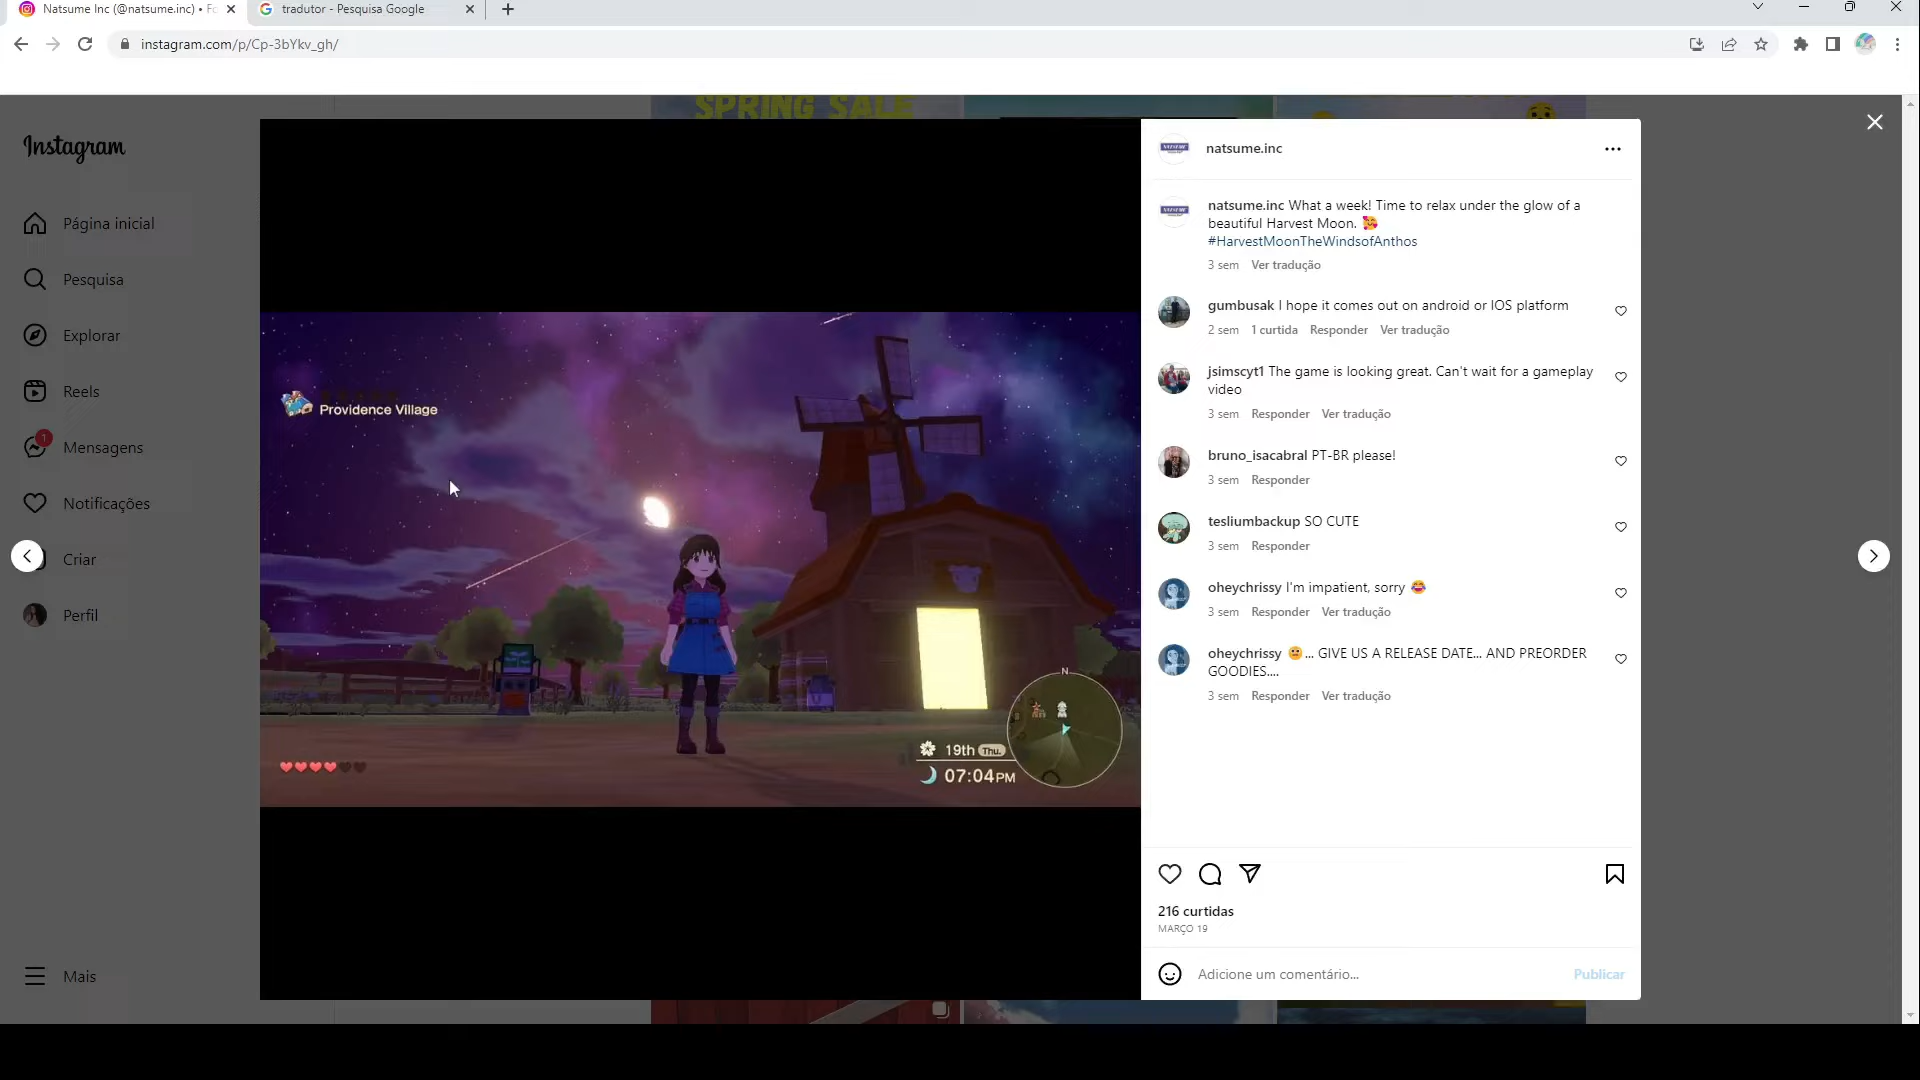 Natsume Inc (@natsume.inc) • Fo
tradutor - Pesquisa Google
instagram.com/p/Cp-3bYkv_gh/
SPRING SALE
Instagram
Página inicial
Pesquisa
Explorar
Reels
1
Mensagens
Notificações
Criar
Perfil
Mais
Providence Village
N
19th Thu.
07:04PM
natsume.inc
natsume.inc What a week! Time to relax under the glow of a
beautiful Harvest Moon. 🥰
#HarvestMoonTheWindsofAnthos
3 sem Ver tradução
gumbusak I hope it comes out on android or IOS platform
2 sem 1 curtida Responder Ver tradução
jsimscyt1 The game is looking great. Can't wait for a gameplay
video
3 sem Responder Ver tradução
bruno_isacabral PT-BR please!
3 sem Responder
tesliumbackup SO CUTE
3 sem Responder
oheychrissy I'm impatient, sorry 😂
3 sem Responder Ver tradução
oheychrissy 😐... GIVE US A RELEASE DATE... AND PREORDER
GOODIES....
3 sem Responder Ver tradução
216 curtidas
MARÇO 19
Adicione um comentário...
Publicar